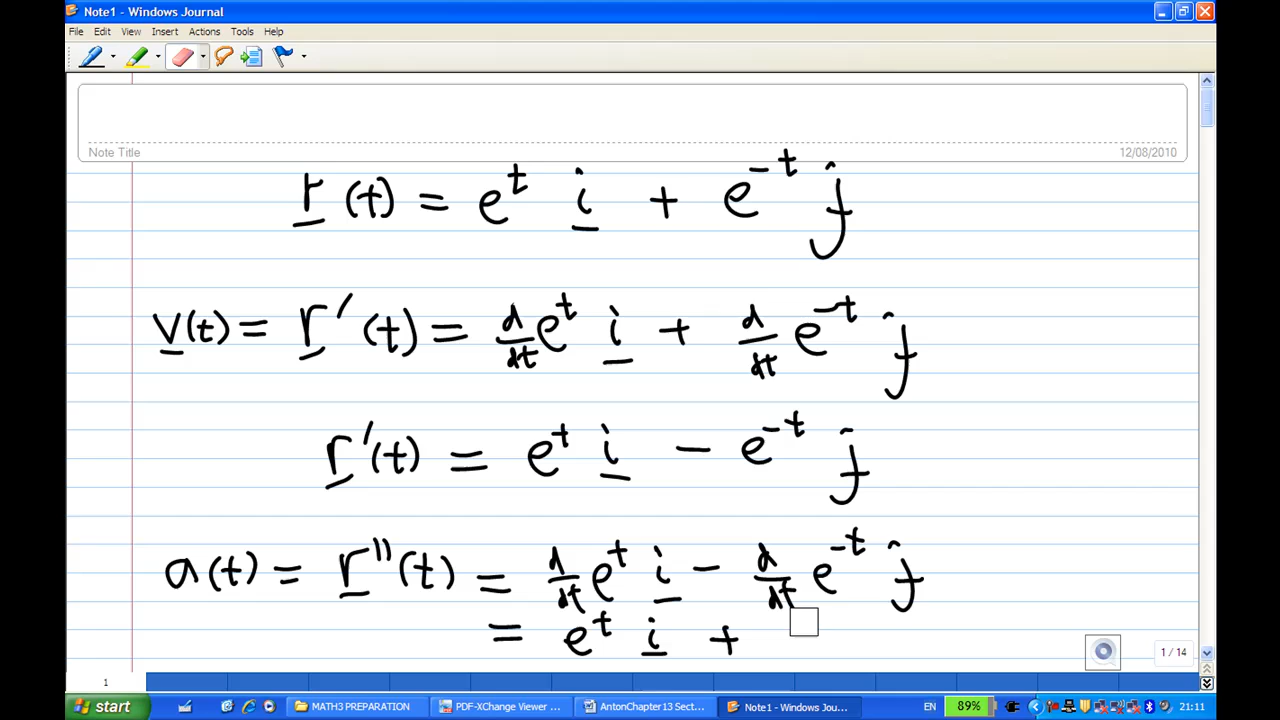 Note1 - Windows Journal
File Edit View Insert Actions Tools Help
Note Title
12/08/2010
r (t) = e^t i + e^-t j
v(t) = r'(t) = d/dt e^t i + d/dt e^-t j
r'(t) = e^t i - e^-t j
a(t) = r''(t) = d/dt e^t i - d/dt e^-t j
= e^t i +
1 / 14
1
start MATH3 PREPARATION PDF-XChange Viewer ... AntonChapter13 Sect... Note1 - Windows Jou... EN 89% 21:11